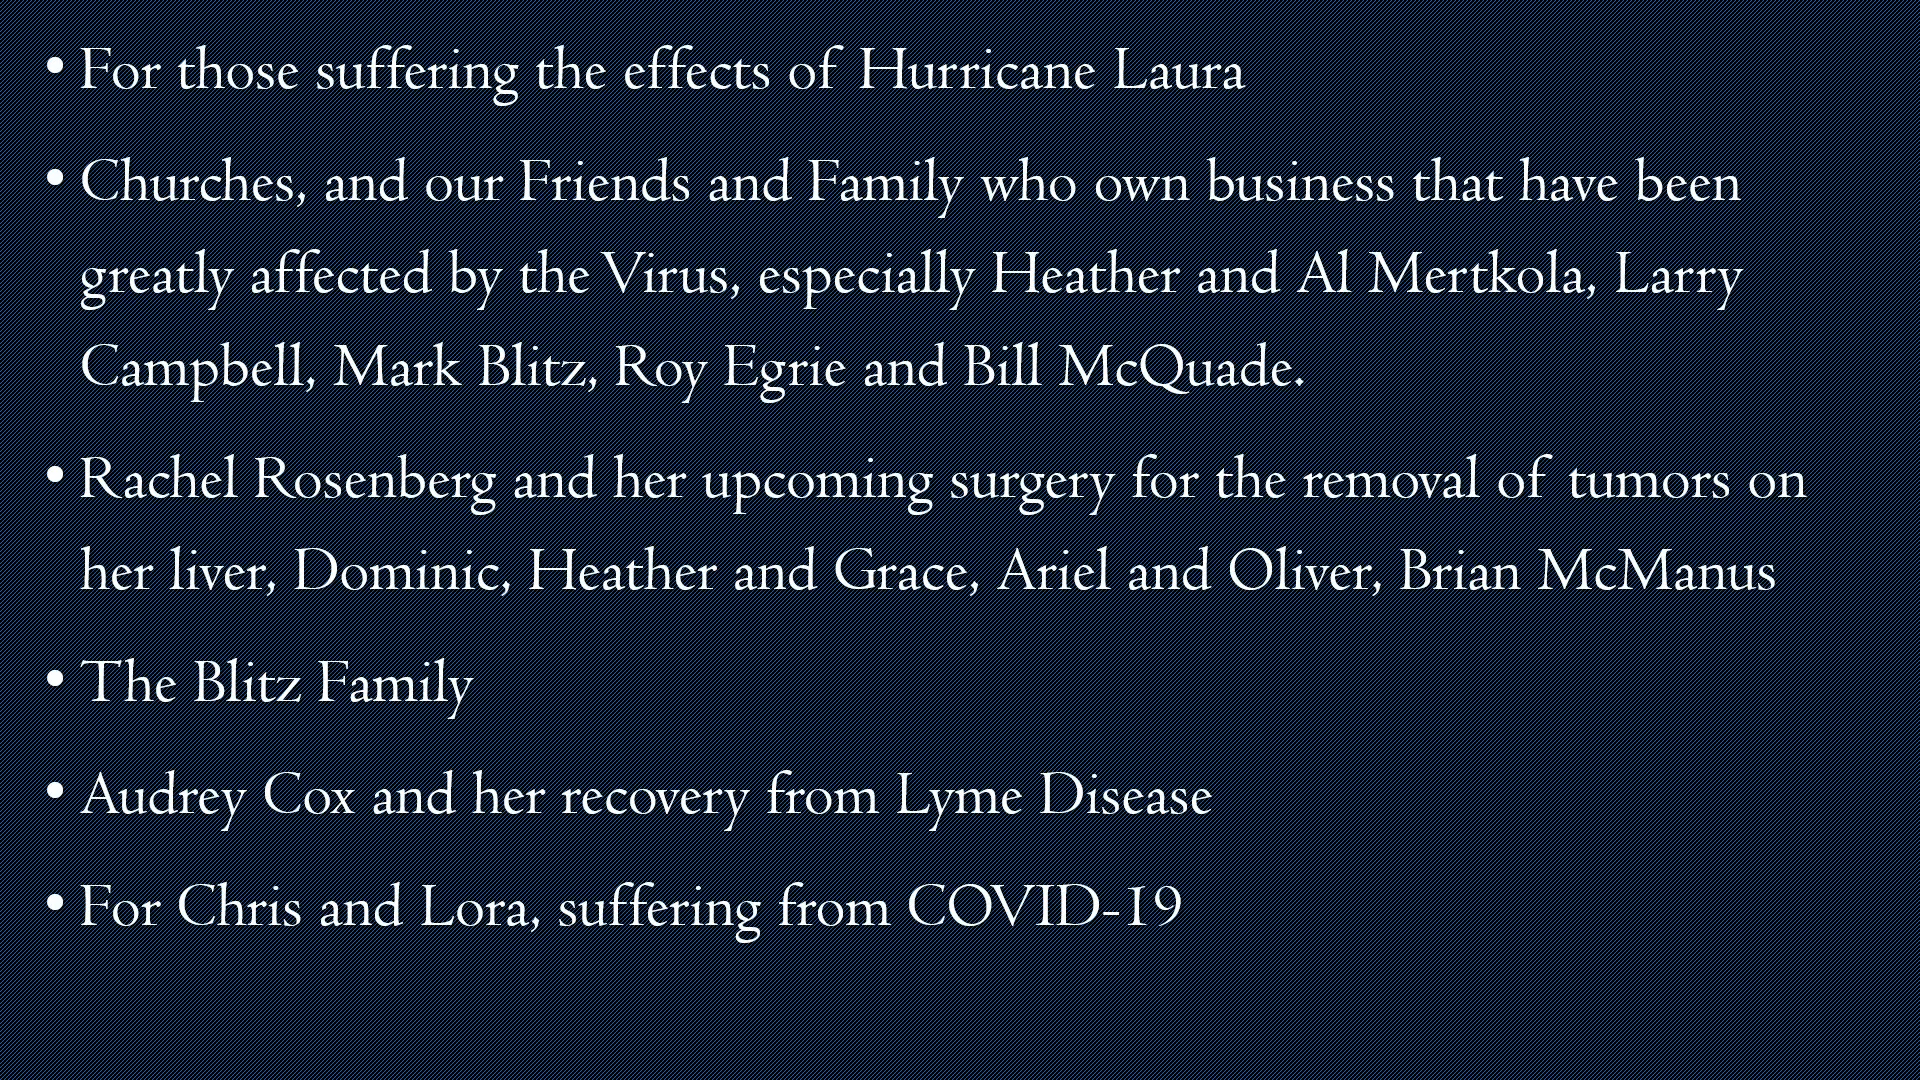 • For those suffering the effects of Hurricane Laura
• Churches, and our Friends and Family who own business that have been
greatly affected by the Virus, especially Heather and Al Mertkola, Larry
Campbell, Mark Blitz, Roy Egrie and Bill McQuade.
• Rachel Rosenberg and her upcoming surgery for the removal of tumors on
her liver, Dominic, Heather and Grace, Ariel and Oliver, Brian McManus
• The Blitz Family
• Audrey Cox and her recovery from Lyme Disease
• For Chris and Lora, suffering from COVID-19